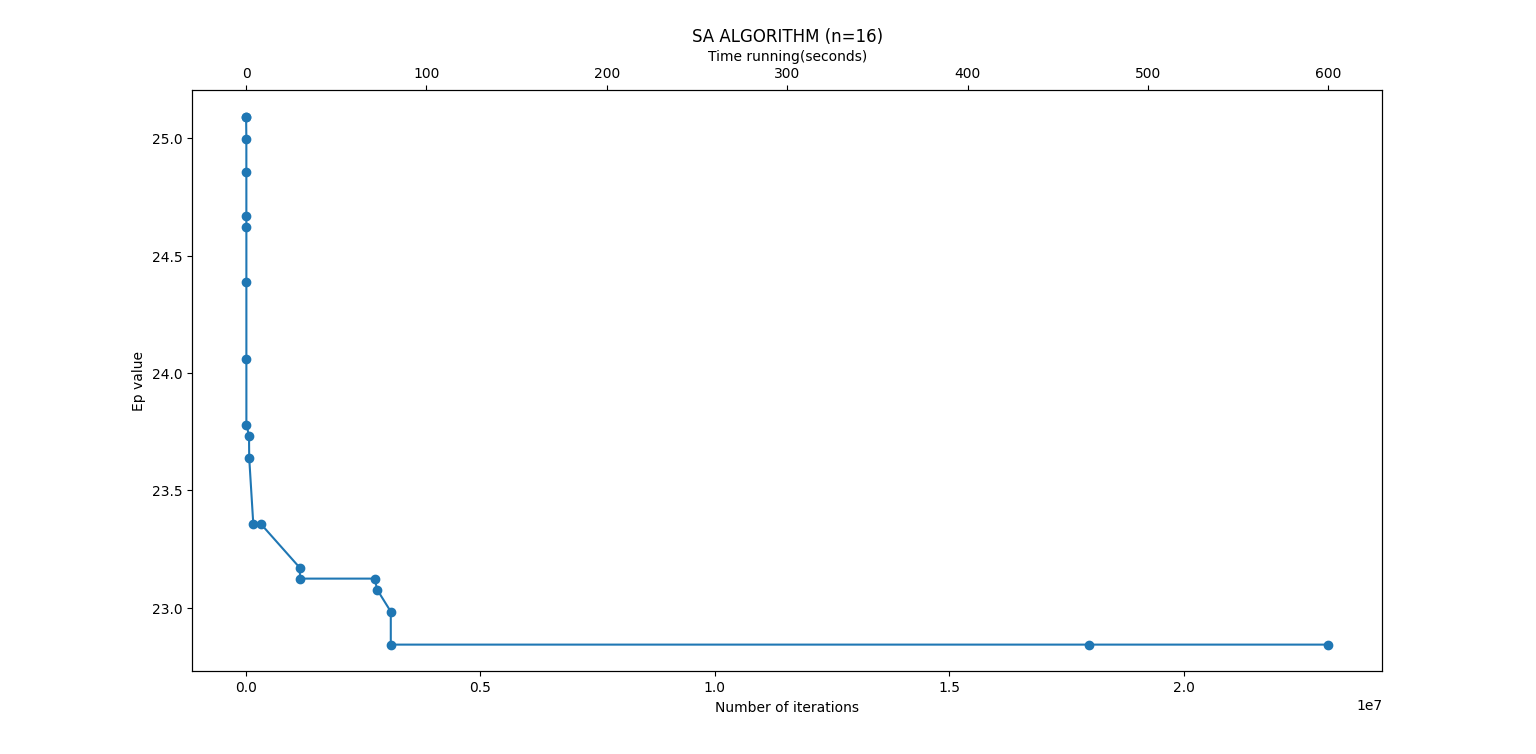 SA ALGORITHM (n=16)
Time running(seconds)
0 100 200 300 400 500 600
25.0
24.5
24.0
23.5
23.0
Ep value
0.0 0.5 1.0 1.5 2.0
1e7
Number of iterations